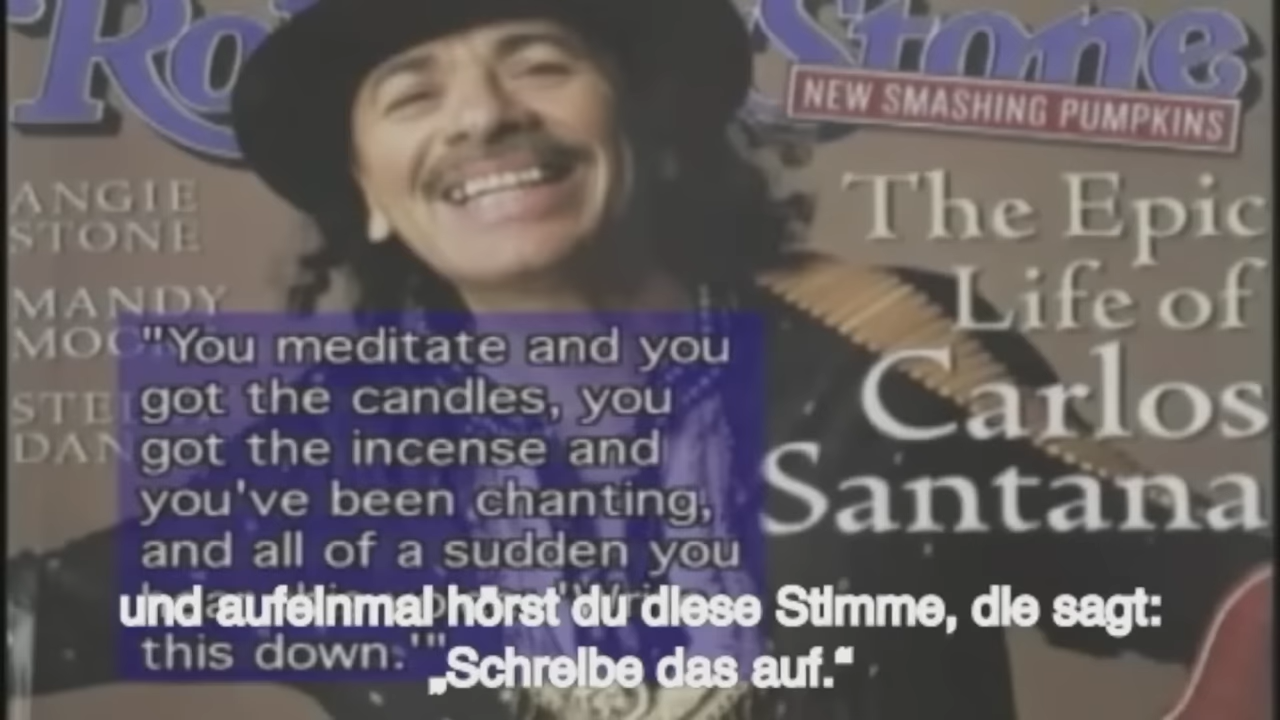 Ro
Stone
NEW SMASHING PUMPKINS
ANGIE
STONE
MANDY
The Epic
Life of
Carlos
Santana
"You meditate and you
got the candles, you
got the incense and
you've been chanting,
and all of a sudden you
this down.'"
und aufeinmal hörst du diese Stimme, die sagt:
„Schreibe das auf.“